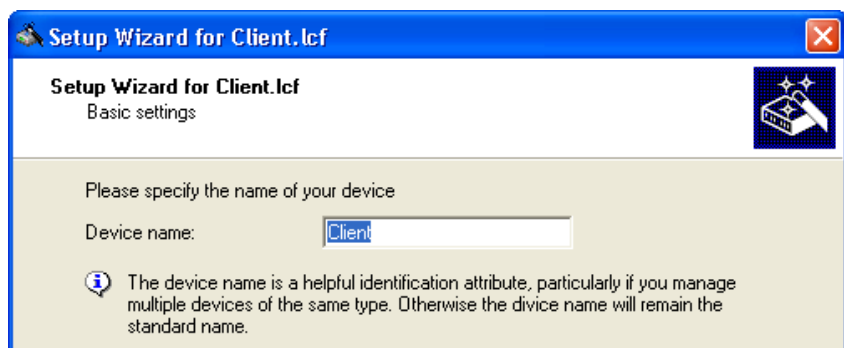 Setup Wizard for Client.lcf
Setup Wizard for Client.lcf
Basic settings
Please specify the name of your device
Device name: Client
The device name is a helpful identification attribute, particularly if you manage
multiple devices of the same type. Otherwise the divice name will remain the
standard name.